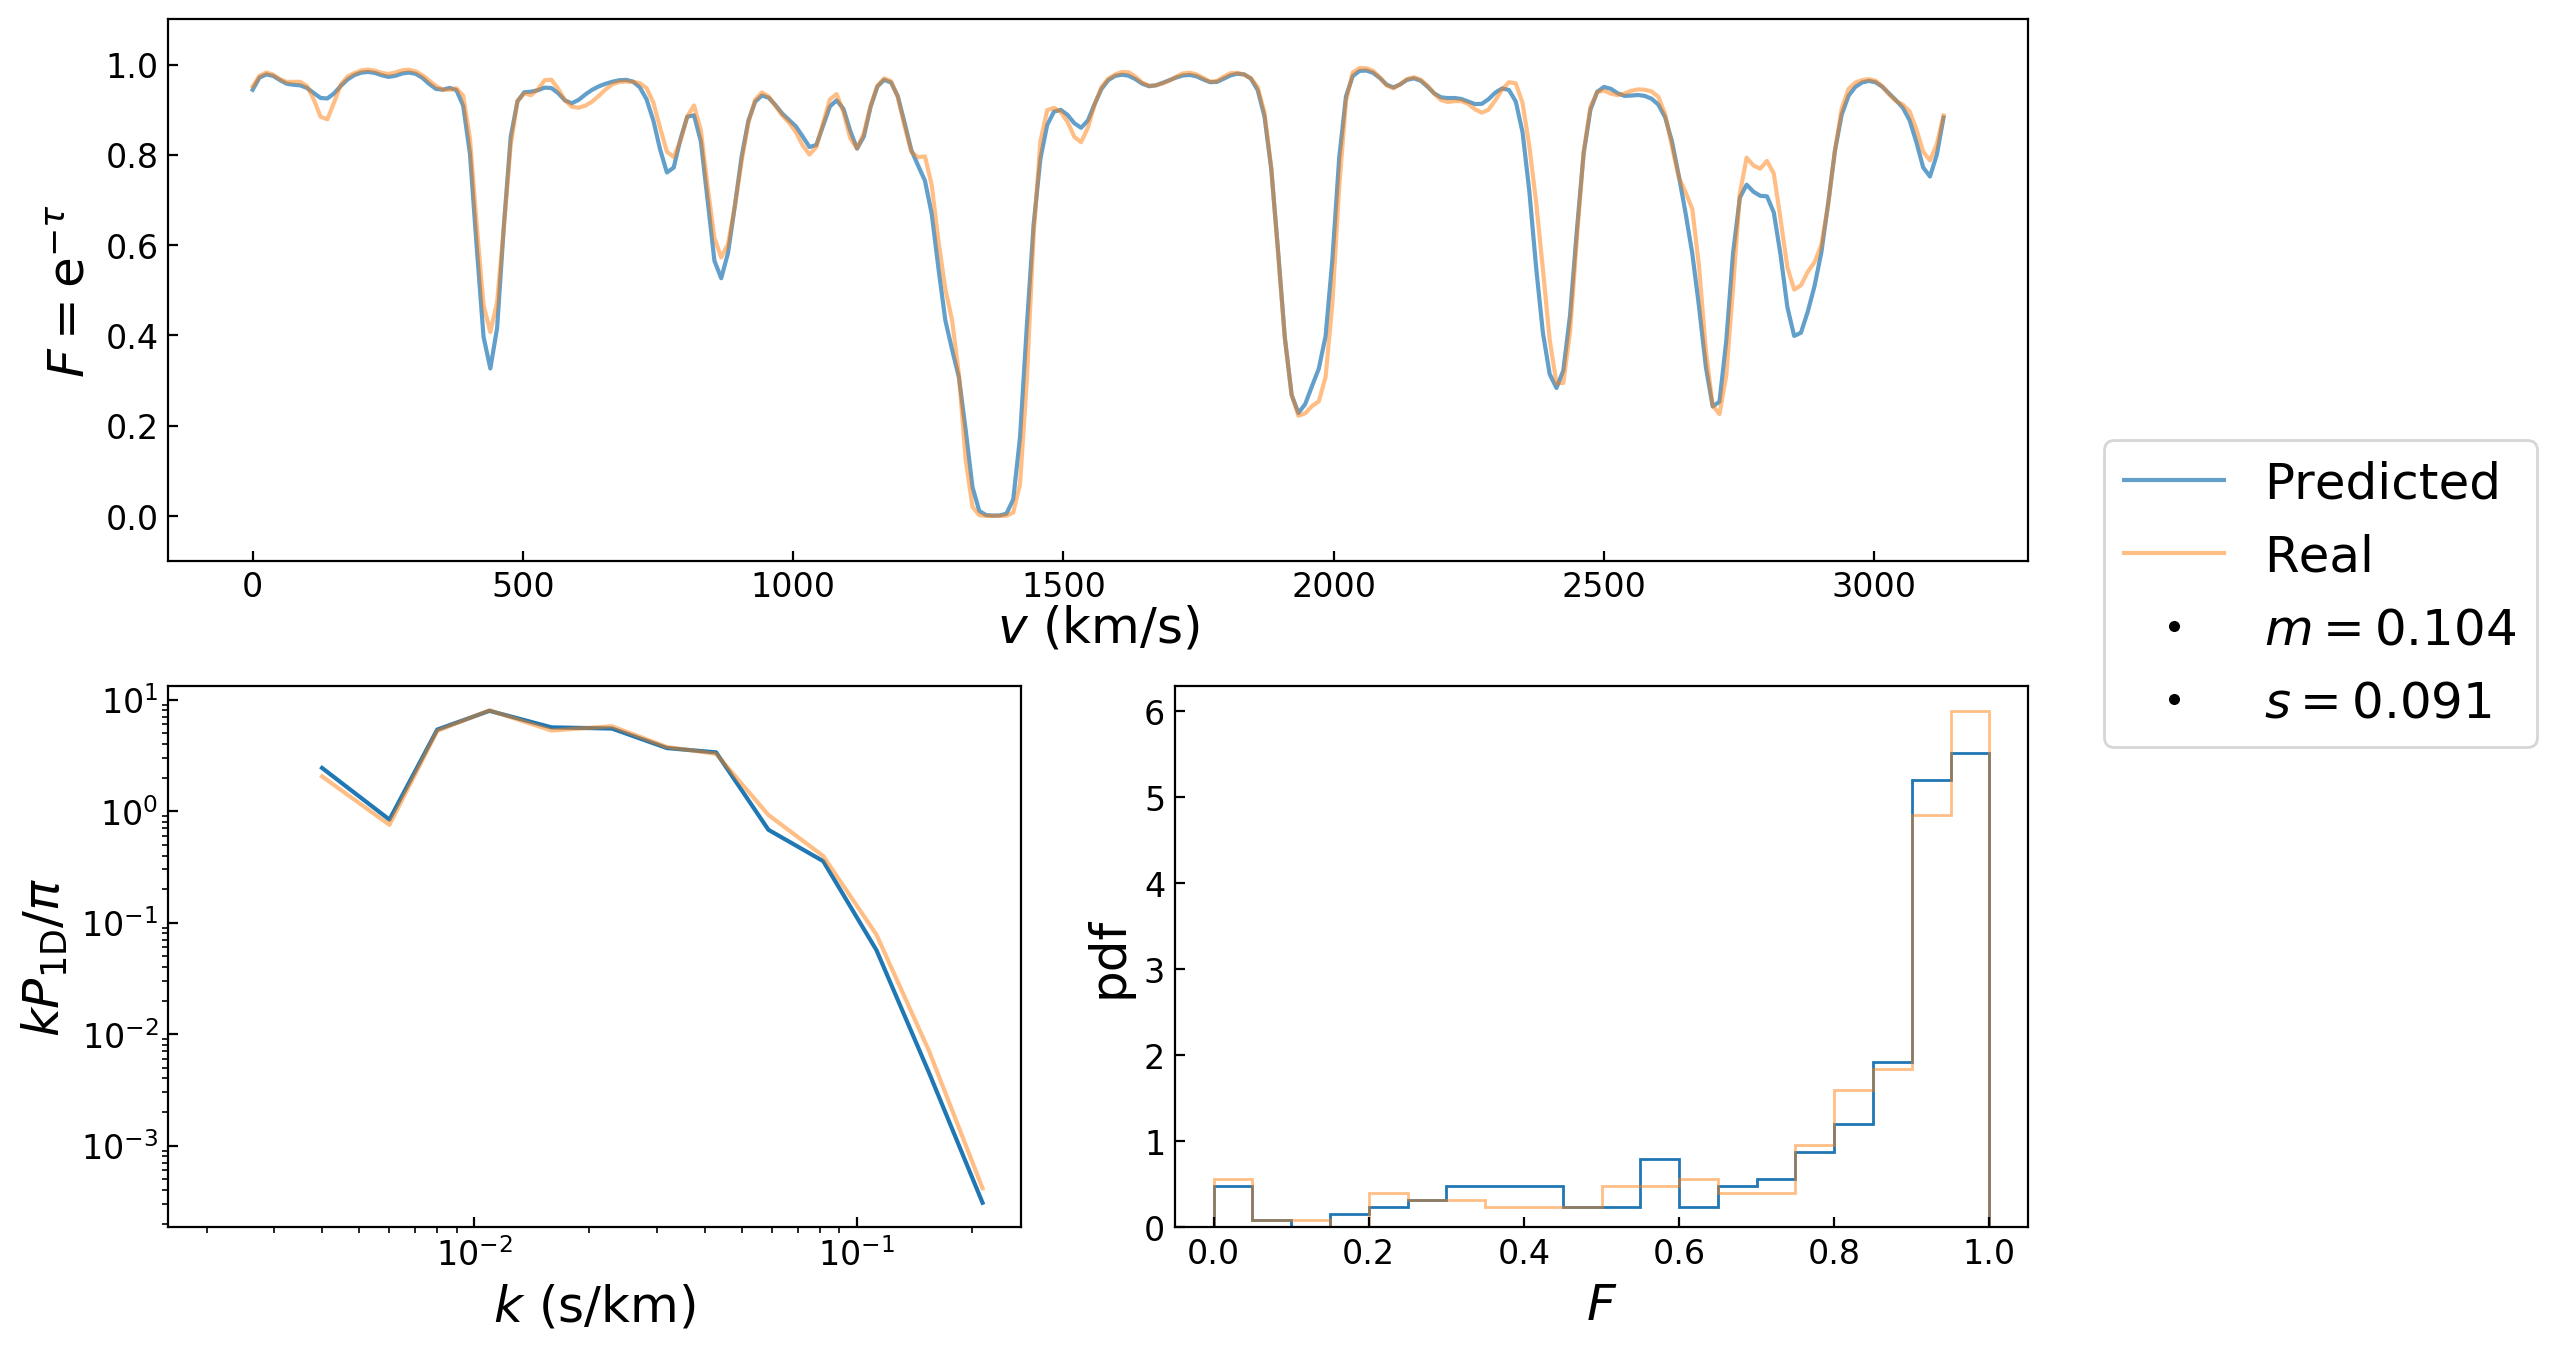 F = e^{−τ}
1.0
0.8
0.6
0.4
0.2
0.0
0 500 1000 1500 2000 2500 3000
v (km/s)
Predicted
Real
m = 0.104
s = 0.091
kP_{1D}/π
10^1
10^0
10^{−1}
10^{−2}
10^{−3}
10^{−2} 10^{−1}
k (s/km)
pdf
6
5
4
3
2
1
0
0.0 0.2 0.4 0.6 0.8 1.0
F